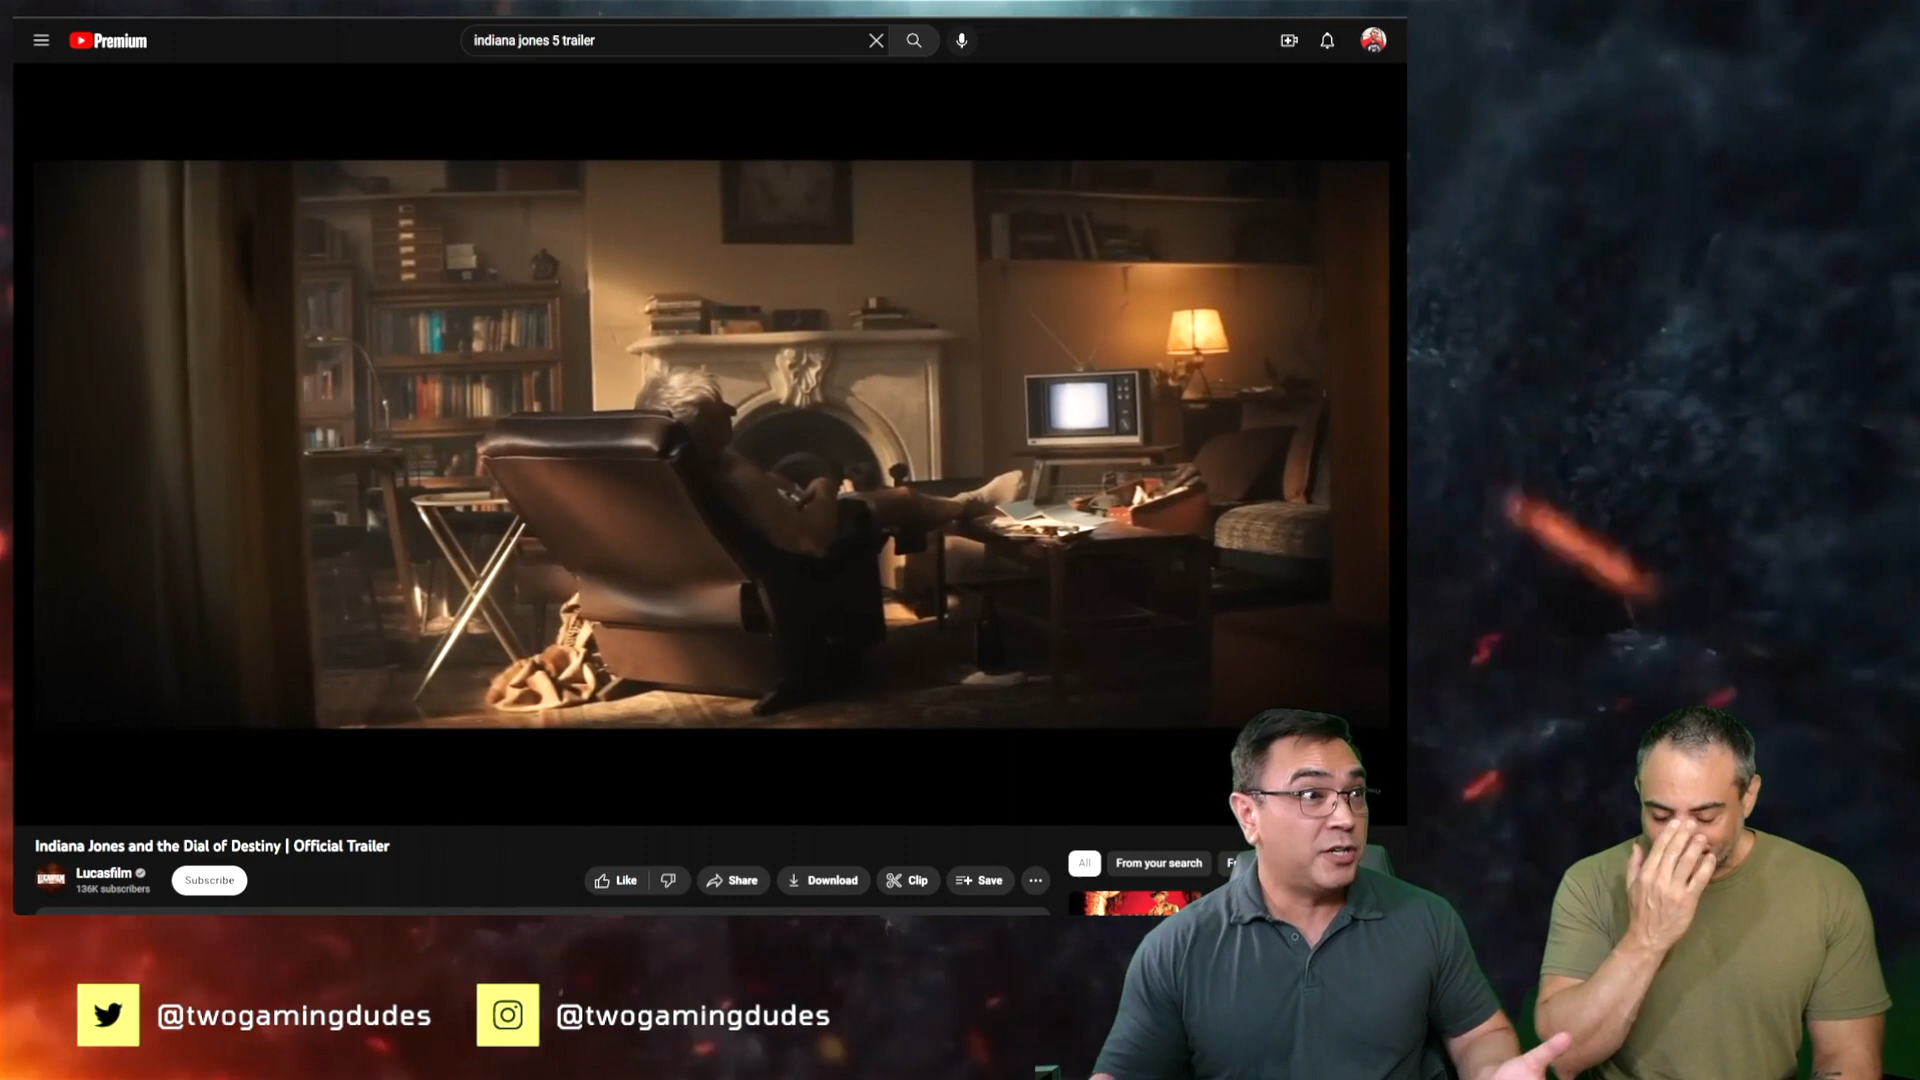 Premium
indiana jones 5 trailer
Indiana Jones and the Dial of Destiny | Official Trailer
Lucasfilm
136K subscribers
Subscribe
Like
Share
Download
Clip
Save
All
From your search
@twogamingdudes
@twogamingdudes